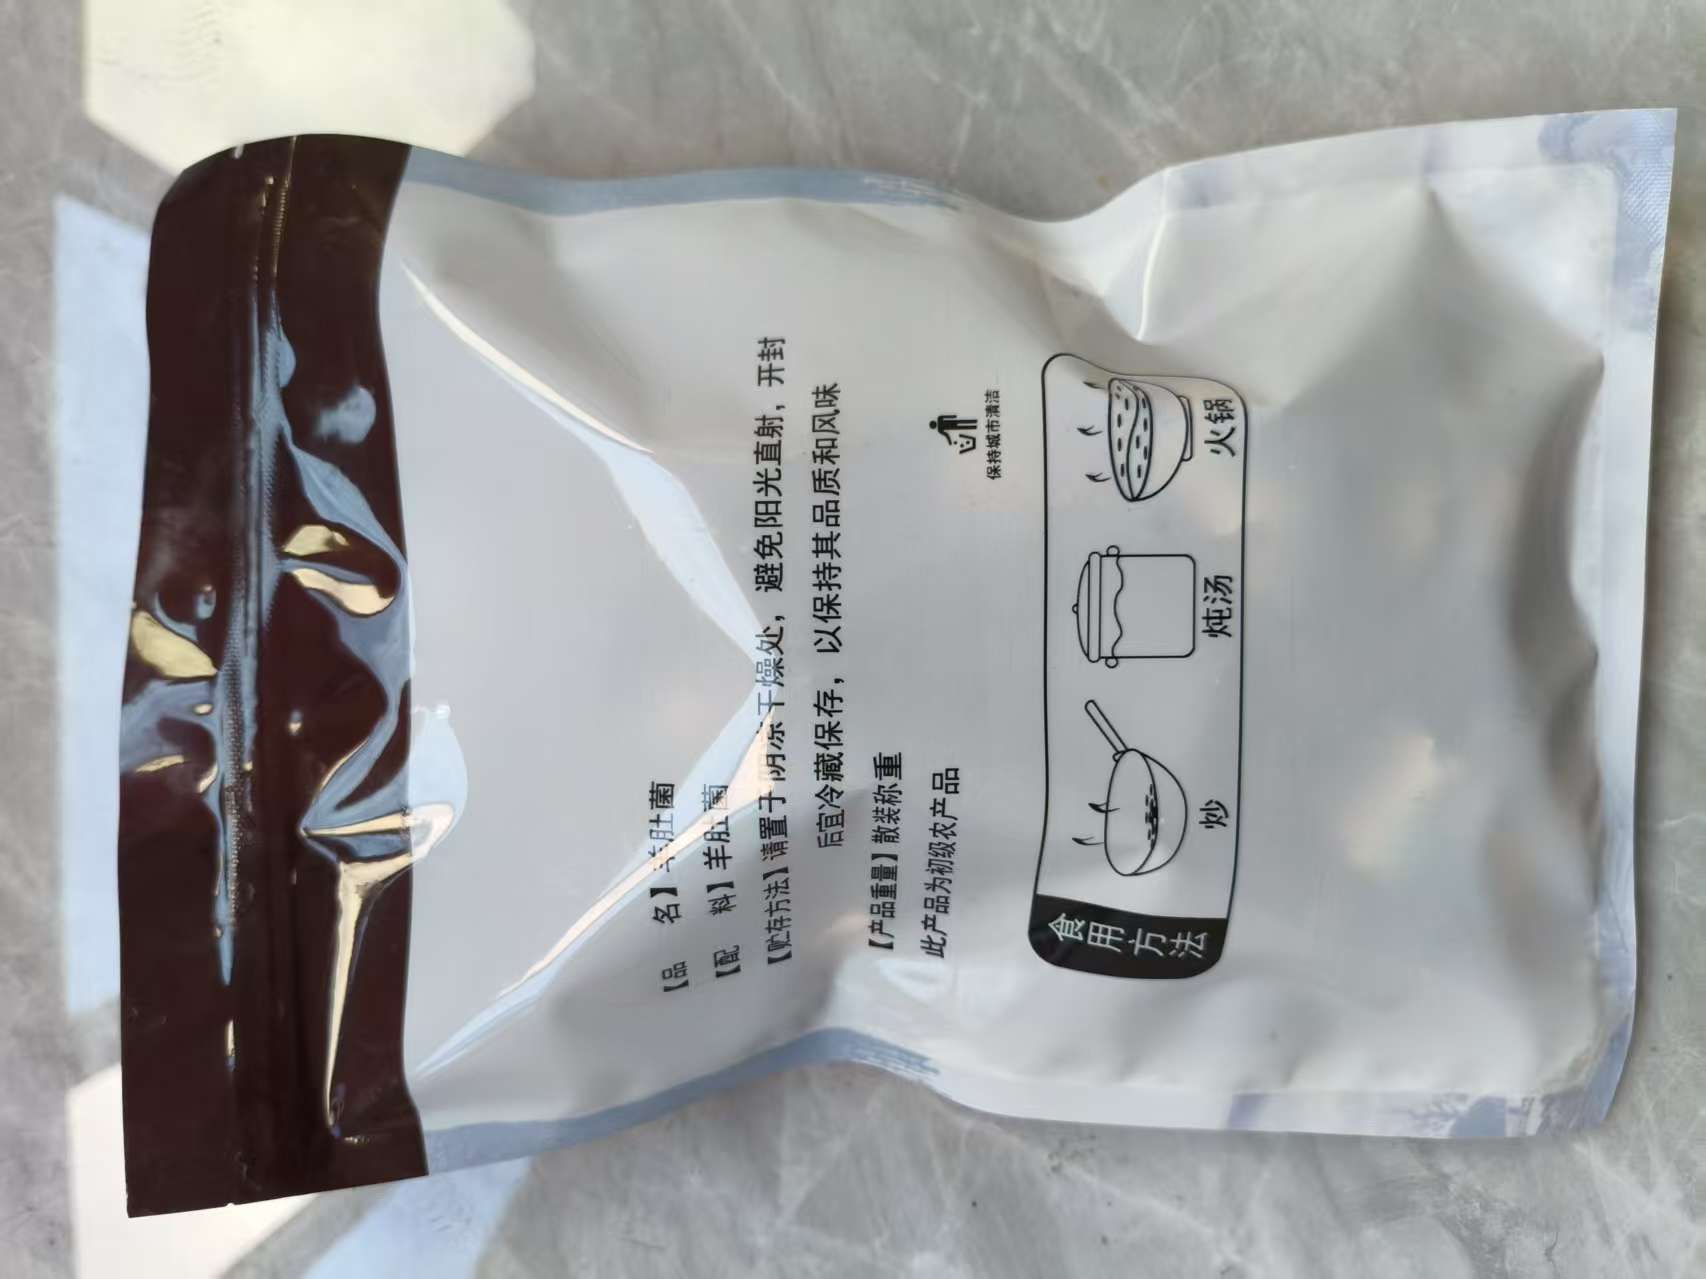 【品 名】羊肚菌
【配 料】羊肚菌
【贮存方法】请置于阴凉干燥处，避免阳光直射，开封
后宜冷藏保存，以保持其品质和风味
【产品重量】散装称重
此产品为初级农产品
保持城市清洁
食用方法
炒 炖汤 火锅